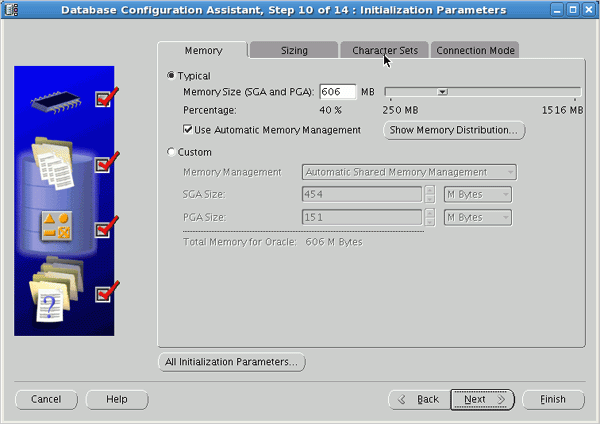 Database Configuration Assistant, Step 10 of 14 : Initialization Parameters
Memory Sizing Character Sets Connection Mode
Typical
Memory Size (SGA and PGA): 606 MB
Percentage: 40 % 250 MB 1516 MB
Use Automatic Memory Management Show Memory Distribution...
Custom
Memory Management Automatic Shared Memory Management
SGA Size: 454 M Bytes
PGA Size: 151 M Bytes
Total Memory for Oracle: 606 M Bytes
?
All Initialization Parameters...
Cancel Help Back Next Finish